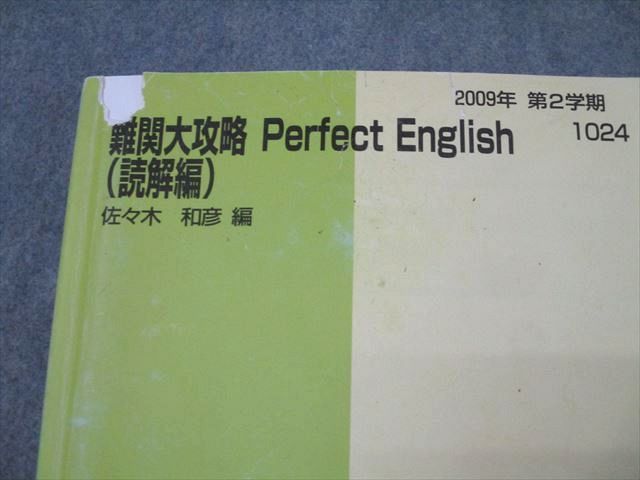 2009年 第2学期
1024
難関大攻略 Perfect English
(読解編)
佐々木 和彦 編